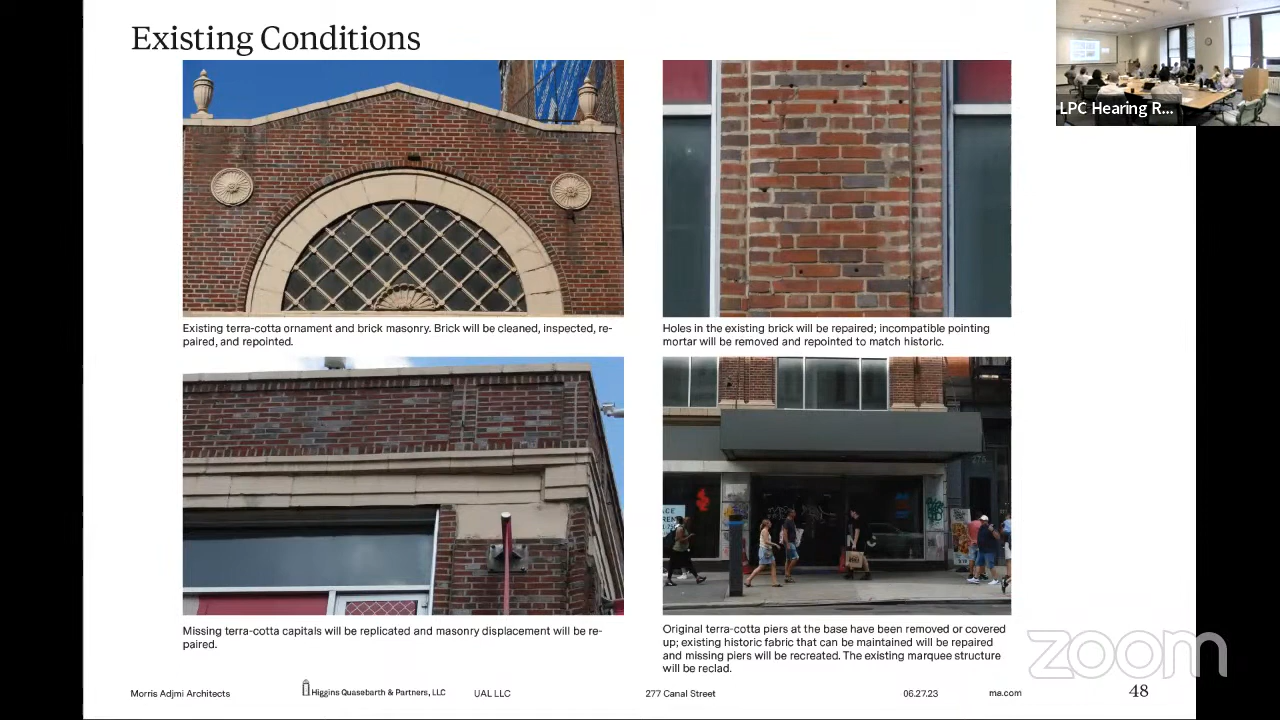 Existing Conditions
LPC Hearing R...
Existing terra-cotta ornament and brick masonry. Brick will be cleaned, inspected, re-
paired, and repointed.
Holes in the existing brick will be repaired; incompatible pointing
mortar will be removed and repointed to match historic.
Missing terra-cotta capitals will be replicated and masonry displacement will be re-
paired.
Original terra-cotta piers at the base have been removed or covered
up; existing historic fabric that can be maintained will be repaired
and missing piers will be recreated. The existing marquee structure
will be reclad.
zoom
Morris Adjmi Architects
Higgins Quasebarth & Partners, LLC
UAL LLC
277 Canal Street
06.27.23
ma.com
48